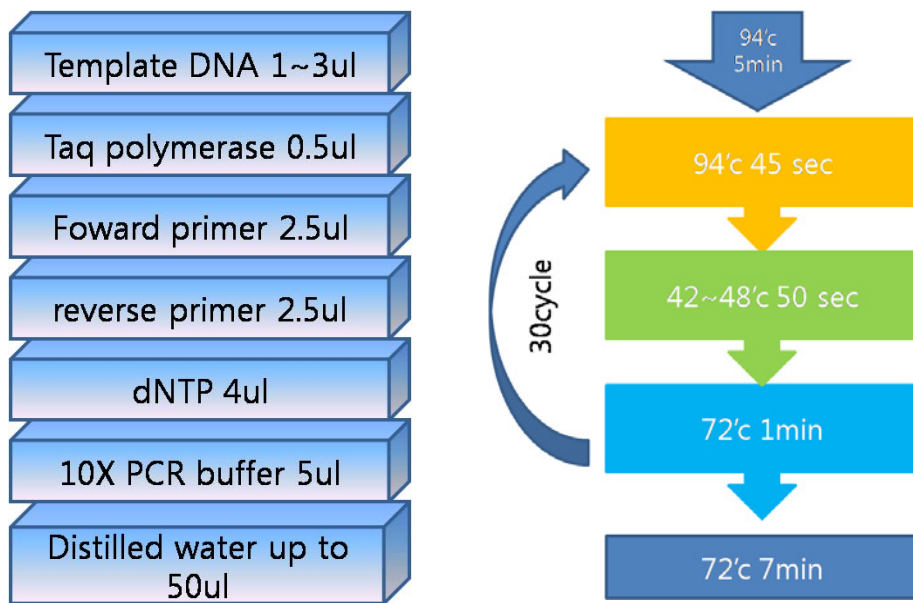 Template DNA 1~3ul
Taq polymerase 0.5ul
Foward primer 2.5ul
reverse primer 2.5ul
dNTP 4ul
10X PCR buffer 5ul
Distilled water up to
50ul
94'c
5min
94'c 45 sec
42~48'c 50 sec
30cycle
72'c 1min
72'c 7min